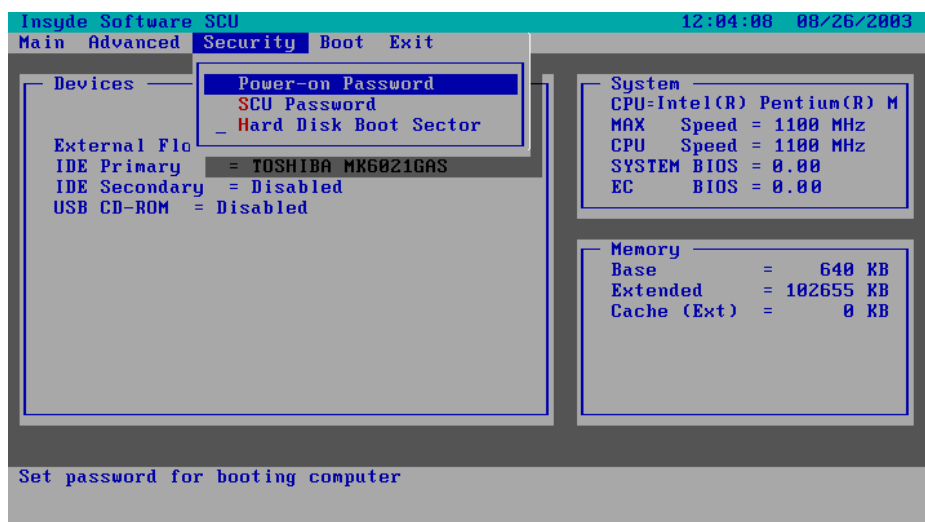 Insyde Software SCU 12:04:08 08/26/2003
Main Advanced Security Boot Exit
Devices
Power-on Password
SCU Password
_ Hard Disk Boot Sector
External Flo
IDE Primary = TOSHIBA MK6021GAS
IDE Secondary = Disabled
USB CD-ROM = Disabled
System
CPU=Intel(R) Pentium(R) M
MAX Speed = 1100 MHz
CPU Speed = 1100 MHz
SYSTEM BIOS = 0.00
EC BIOS = 0.00
Memory
Base = 640 KB
Extended = 102655 KB
Cache (Ext) = 0 KB
Set password for booting computer